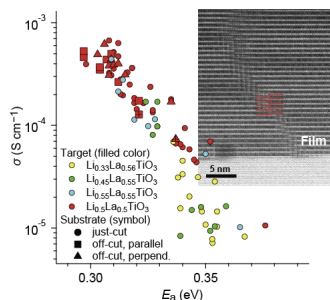 10⁻³
10⁻⁴
10⁻⁵
σ (S cm⁻¹)
Target (filled color)
Li₀.₃₃La₀.₅₆TiO₃
Li₀.₄₅La₀.₅₅TiO₃
Li₀.₅₅La₀.₅₅TiO₃
Li₀.₅La₀.₅TiO₃
Substrate (symbol)
just-cut
off-cut, parallel
off-cut, perpend.
Film
5 nm
0.30
0.35
Eₐ (eV)